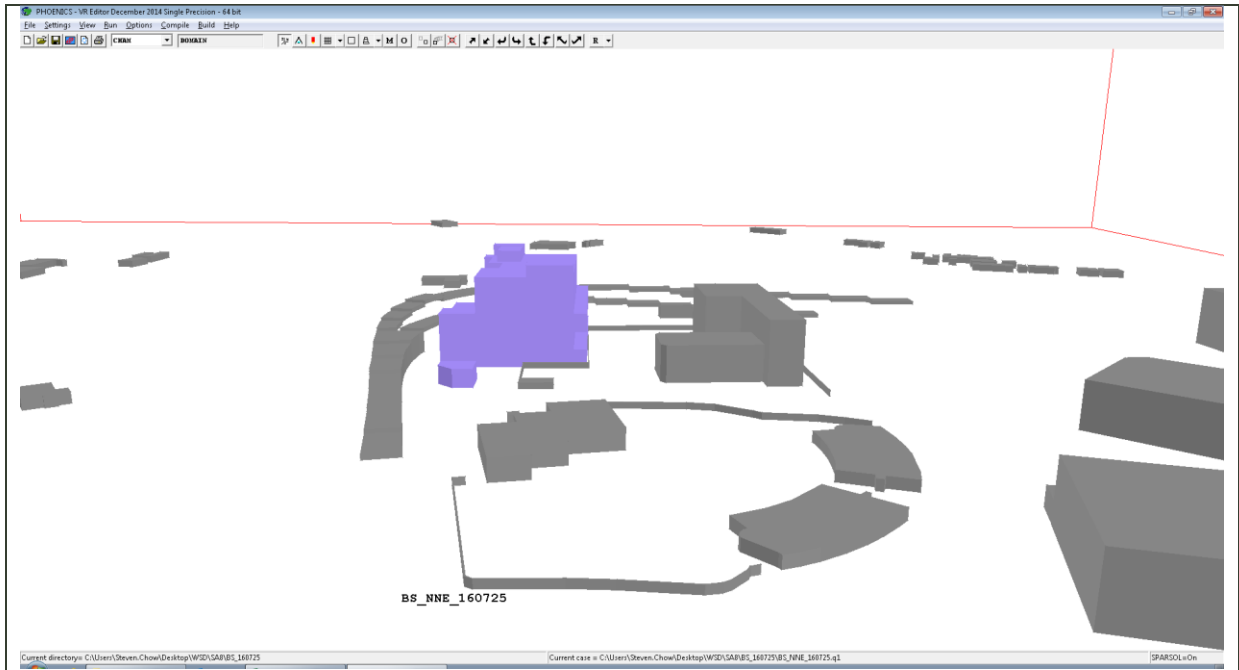 PHOENICS - VR Editor December 2014 Single Precision - 64 bit
File Settings View Run Options Compile Build Help
CHAM DOMAIN M O R
BS_NNE_160725
Current directory= C:\Users\Steven.Chow\Desktop\WSD\SAB\BS_160725 Current case = C:\Users\Steven.Chow\Desktop\WSD\SAB\BS_160725\BS_NNE_160725.q1 SPARSOL=On